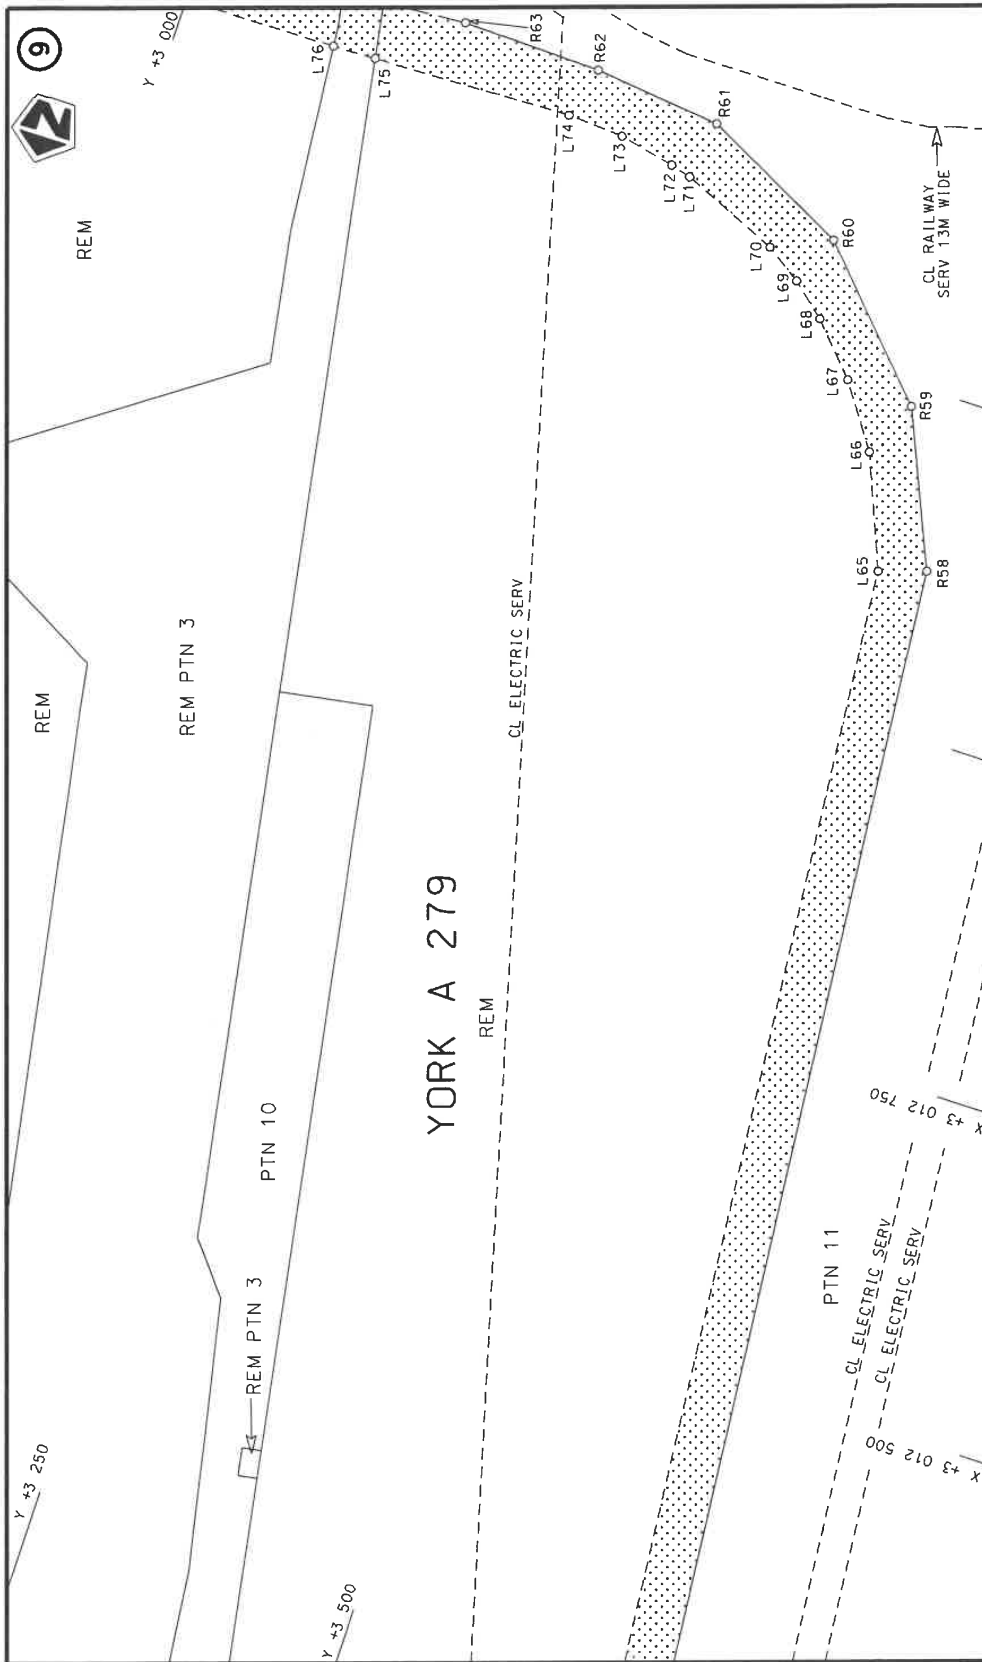 9
Y +3 000
REM
L76
L75
R63
R62
L74
L73
R61
L72
L71
L70
R60
L69
L68
CL RAILWAY
SERV 13M WIDE
L67
R59
L66
L65
R58
REM
REM PTN 3
CL ELECTRIC SERV
YORK A 279
REM
PTN 10
REM PTN 3
X +3 012 750
PTN 11
CL ELECTRIC SERV
CL ELECTRIC SERV
X +3 012 500
Y +3 250
Y +3 500